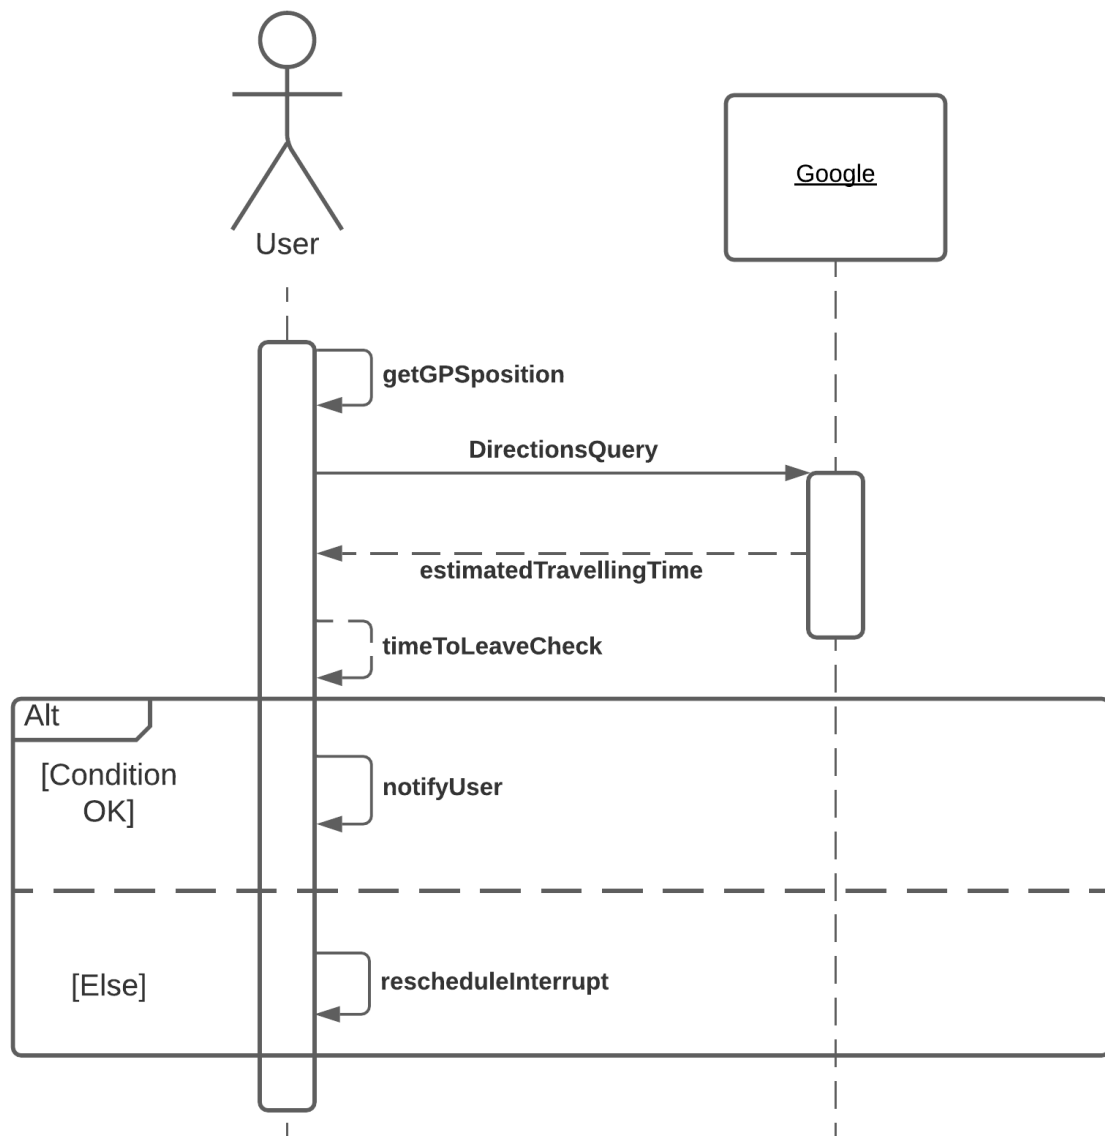 Google
User
getGPSposition
DirectionsQuery
estimatedTravellingTime
timeToLeaveCheck
Alt
[Condition
OK]
notifyUser
[Else]
rescheduleInterrupt